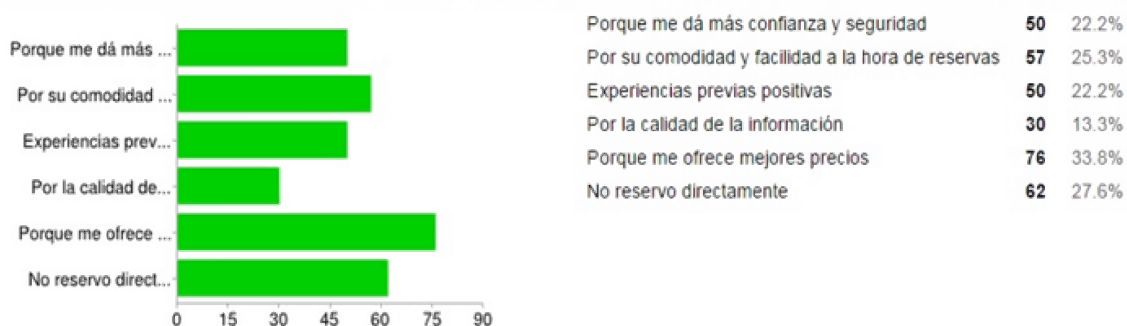 Porque me dá más ...
Por su comodidad ...
Experiencias prev...
Por la calidad de...
Porque me ofrece ...
No reservo direct...
0 15 30 45 60 75 90
Porque me dá más confianza y seguridad 50 22.2%
Por su comodidad y facilidad a la hora de reservas 57 25.3%
Experiencias previas positivas 50 22.2%
Por la calidad de la información 30 13.3%
Porque me ofrece mejores precios 76 33.8%
No reservo directamente 62 27.6%